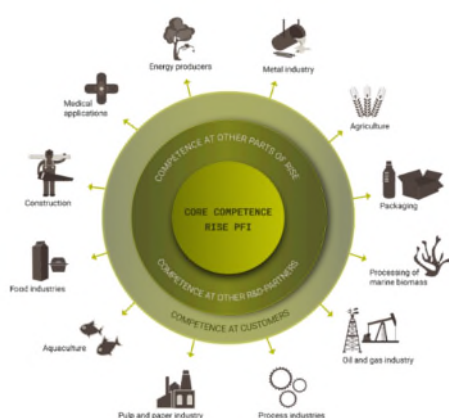 Energy producers
Metal industry
Medical
applications
Agriculture
COMPETENCE AT OTHER PARTS OF RISE
CORE COMPETENCE
RISE PFI
Construction
Packaging
Food industries
COMPETENCE AT OTHER R&D-PARTNERS
Processing of
marine biomass
COMPETENCE AT CUSTOMERS
Aquaculture
Oil and gas industry
Pulp and paper industry
Process industries